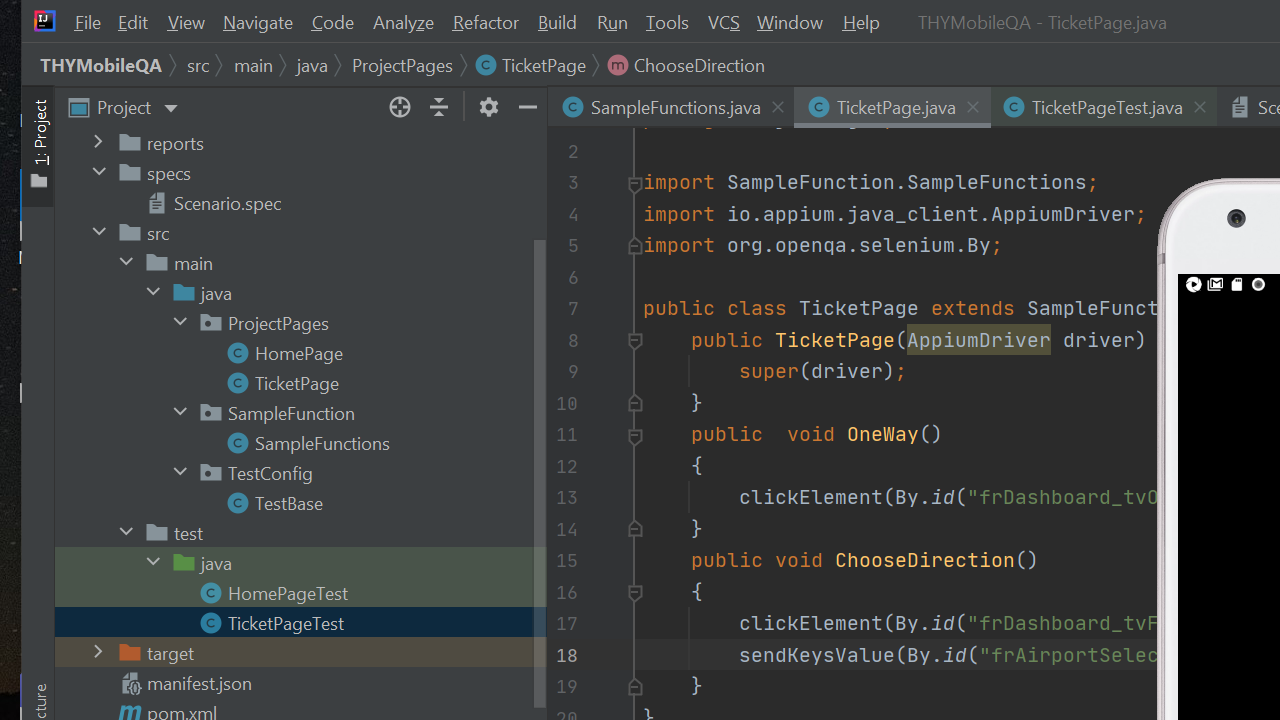 File Edit View Navigate Code Analyze Refactor Build Run Tools VCS Window Help THYMobileQA - TicketPage.java
THYMobileQA src main java ProjectPages TicketPage ChooseDirection
1: Project
Project
reports
specs
Scenario.spec
src
main
java
ProjectPages
HomePage
TicketPage
SampleFunction
SampleFunctions
TestConfig
TestBase
test
java
HomePageTest
TicketPageTest
target
manifest.json
pom.xml
SampleFunctions.java TicketPage.java TicketPageTest.java Sce
2
3 import SampleFunction.SampleFunctions;
4 import io.appium.java_client.AppiumDriver;
5 import org.openqa.selenium.By;
6
7 public class TicketPage extends SampleFunct
8 public TicketPage(AppiumDriver driver)
9 super(driver);
10 }
11 public void OneWay()
12 {
13 clickElement(By.id("frDashboard_tvO
14 }
15 public void ChooseDirection()
16 {
17 clickElement(By.id("frDashboard_tvF
18 sendKeysValue(By.id("frAirportSelec
19 }
20 }
cture